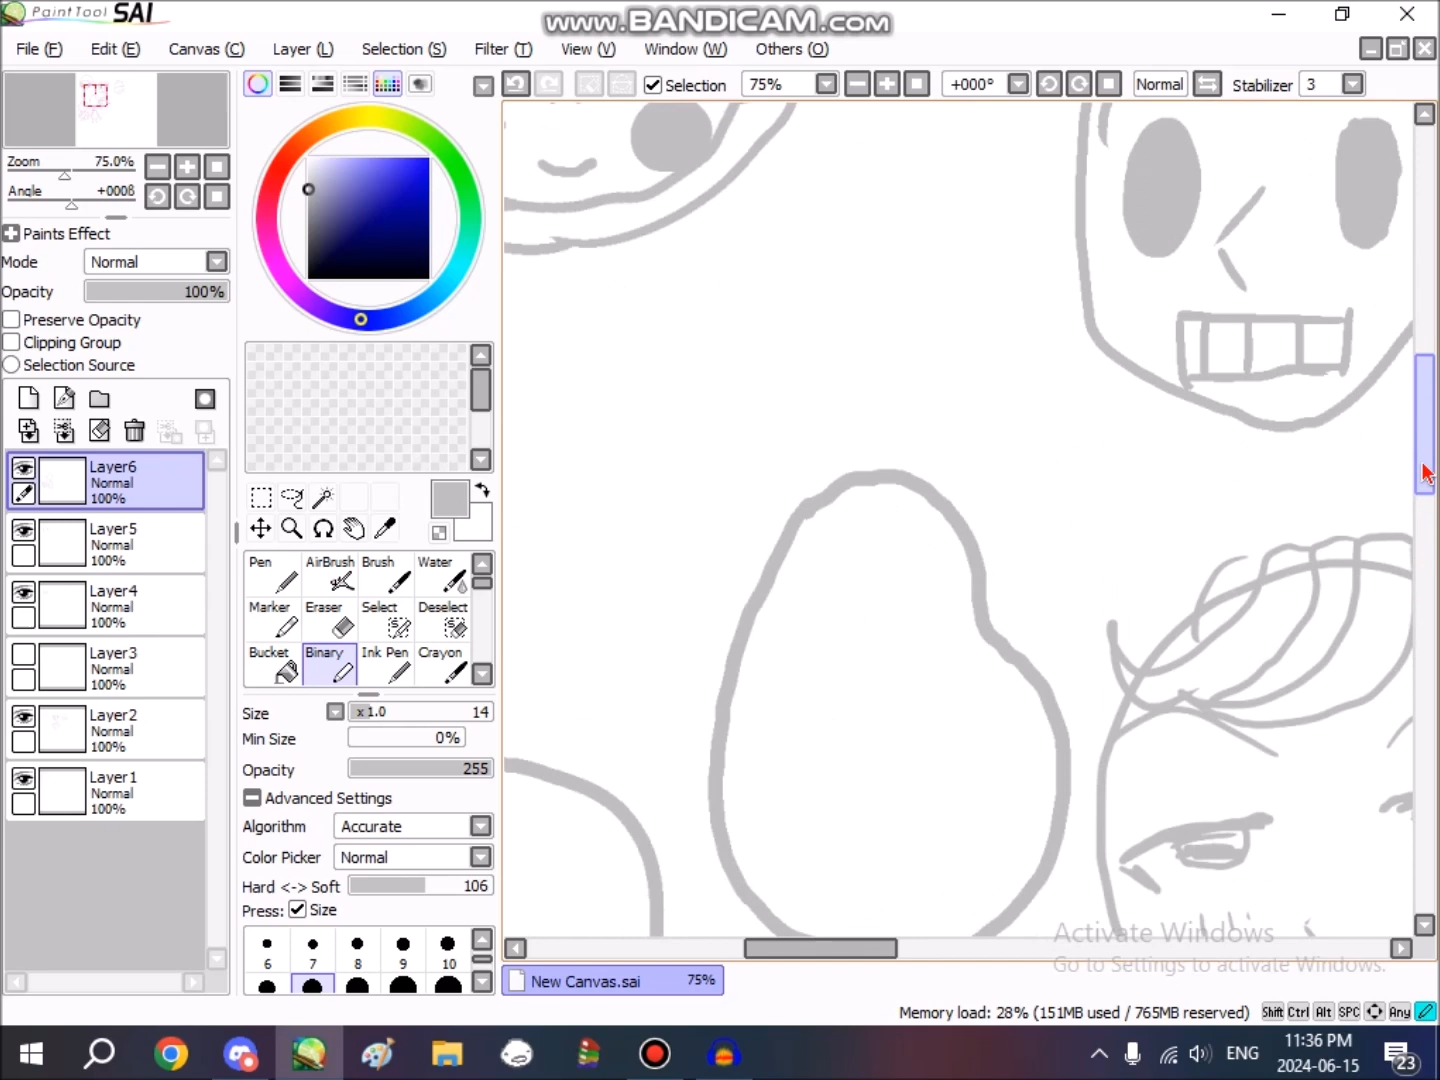 PaintTool SAI
www.BANDICAM.com
File (F) Edit (E) Canvas (C) Layer (L) Selection (S) Filter (T) View (V) Window (W) Others (O)
Selection 75% +000° Normal Stabilizer 3
Zoom 75.0%
Angle +000ß
Paints Effect
Mode Normal
Opacity 100%
Preserve Opacity
Clipping Group
Selection Source
Layer6
Normal
100%
Layer5
Normal
100%
Layer4
Normal
100%
Layer3
Normal
100%
Layer2
Normal
100%
Layer1
Normal
100%
Pen AirBrush Brush Water
Marker Eraser Select Deselect
Bucket Binary Ink Pen Crayon
Size x1.0 14
Min Size 0%
Opacity 255
Advanced Settings
Algorithm Accurate
Color Picker Normal
Hard <-> Soft 106
Press: Size
6 7 8 9 10
Activate Windows
Go to Settings to activate Windows.
New Canvas.sai 75%
Memory load: 28% (151MB used / 765MB reserved) Shift Ctrl Alt SPC Any
ENG
11:36 PM
2024-06-15
23